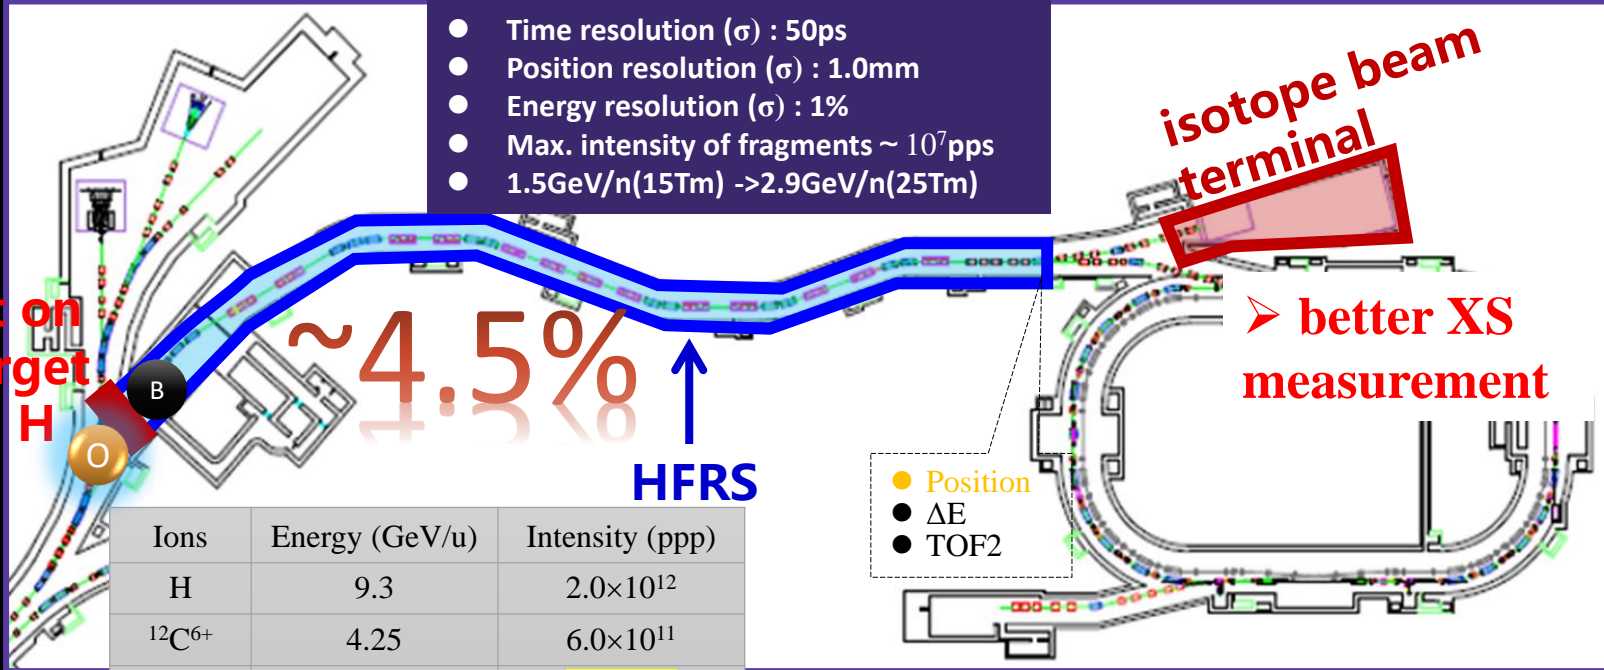 Time resolution (σ) : 50ps
Position resolution (σ) : 1.0mm
Energy resolution (σ) : 1%
Max. intensity of fragments ~ 10⁷pps
1.5GeV/n(15Tm) ->2.9GeV/n(25Tm)
isotope beam
terminal
on
rget
H
B
O
~4.5%
HFRS
➢ better XS
measurement
Position
ΔE
TOF2
Ions Energy (GeV/u) Intensity (ppp)
H 9.3 2.0×10¹²
¹²C⁶⁺ 4.25 6.0×10¹¹